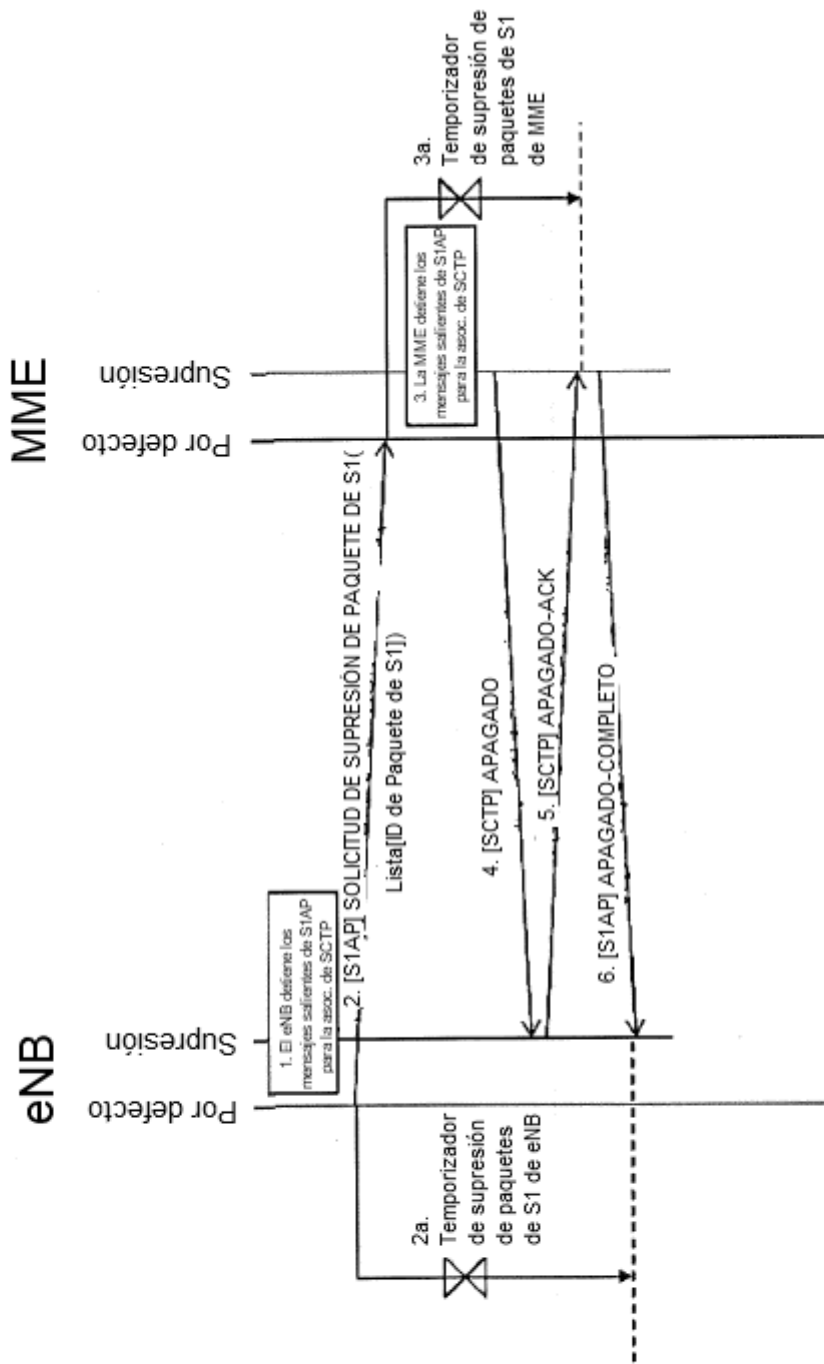 eNB
MME
Por defecto
Supresión
Por defecto
Supresión
1. El eNB detiene los
mensajes salientes de S1AP
para la asoc. de SCTP
2. [S1AP] SOLICITUD DE SUPRESIÓN DE PAQUETE DE S1(
Lista[ID de Paquete de S1])
2a.
Temporizador
de supresión
de paquetes
de S1 de eNB
3. La MME detiene los
mensajes salientes de S1AP
para la asoc. de SCTP
3a.
Temporizador
de supresión de
paquetes de S1
de MME
4. [SCTP] APAGADO
5. [SCTP] APAGADO-ACK
6. [S1AP] APAGADO-COMPLETO